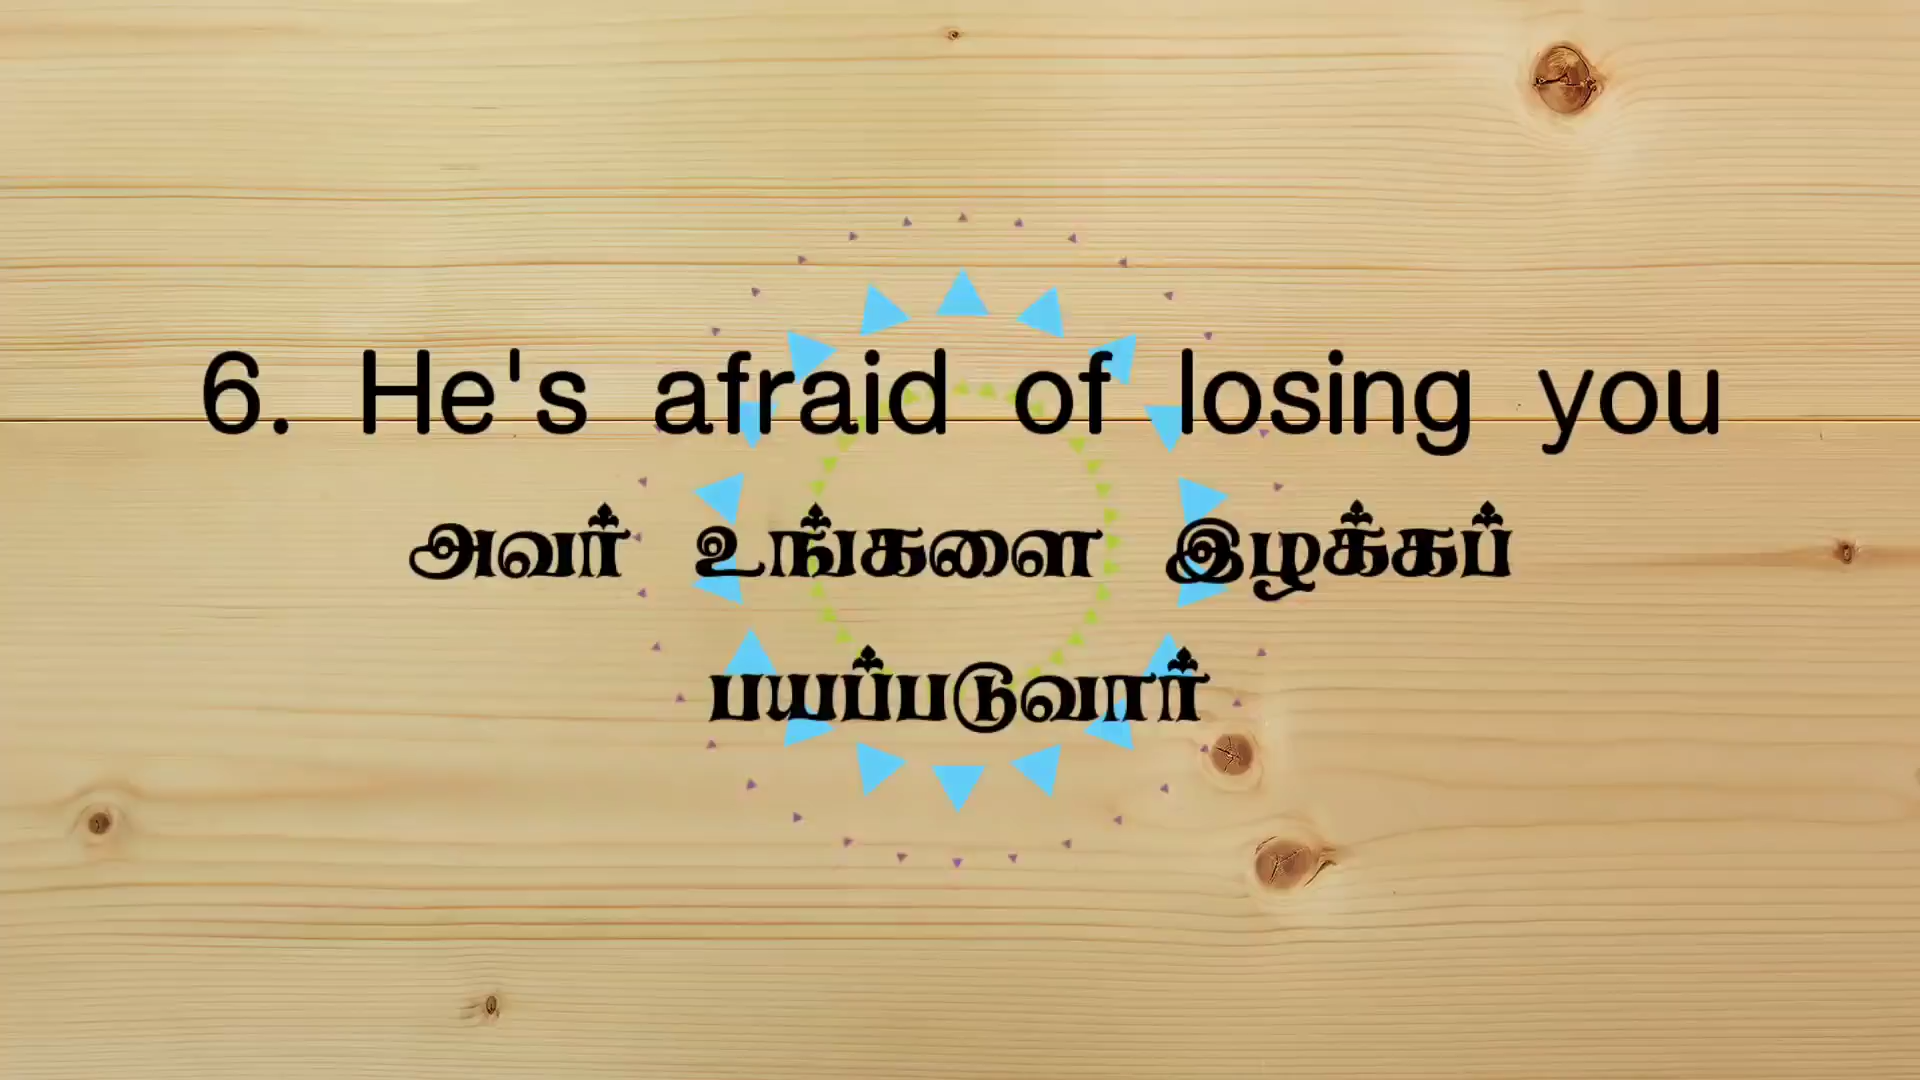 6. He's afraid of losing you
அவர் உங்களை இழக்கப்
பயப்படுவார்